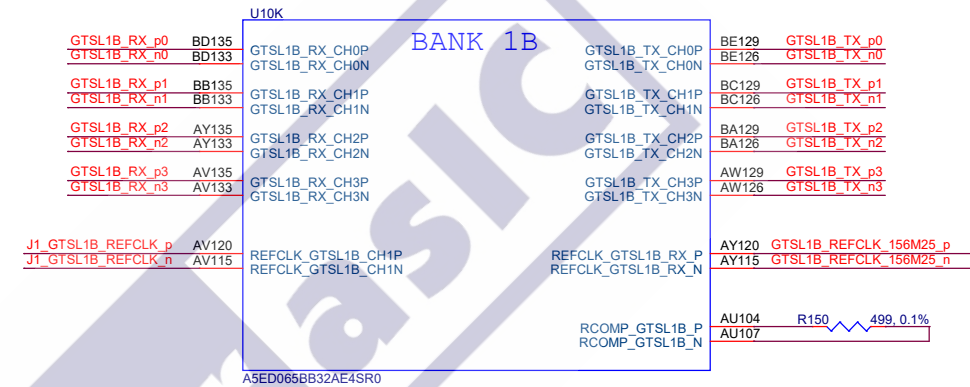 U10K
BANK 1B
GTSL1B_RX_p0 BD135 GTSL1B_RX_CH0P GTSL1B_TX_CH0P BE129 GTSL1B_TX_p0
GTSL1B_RX_n0 BD133 GTSL1B_RX_CH0N GTSL1B_TX_CH0N BE126 GTSL1B_TX_n0
GTSL1B_RX_p1 BB135 GTSL1B_RX_CH1P GTSL1B_TX_CH1P BC129 GTSL1B_TX_p1
GTSL1B_RX_n1 BB133 GTSL1B_RX_CH1N GTSL1B_TX_CH1N BC126 GTSL1B_TX_n1
GTSL1B_RX_p2 AY135 GTSL1B_RX_CH2P GTSL1B_TX_CH2P BA129 GTSL1B_TX_p2
GTSL1B_RX_n2 AY133 GTSL1B_RX_CH2N GTSL1B_TX_CH2N BA126 GTSL1B_TX_n2
GTSL1B_RX_p3 AV135 GTSL1B_RX_CH3P GTSL1B_TX_CH3P AW129 GTSL1B_TX_p3
GTSL1B_RX_n3 AV133 GTSL1B_RX_CH3N GTSL1B_TX_CH3N AW126 GTSL1B_TX_n3
J1_GTSL1B_REFCLK_p AV120 REFCLK_GTSL1B_CH1P REFCLK_GTSL1B_RX_P AY120 GTSL1B_REFCLK_156M25_p
J1_GTSL1B_REFCLK_n AV115 REFCLK_GTSL1B_CH1N REFCLK_GTSL1B_RX_N AY115 GTSL1B_REFCLK_156M25_n
RCOMP_GTSL1B_P AU104 R150 499, 0.1%
RCOMP_GTSL1B_N AU107
A5ED065BB32AE4SR0